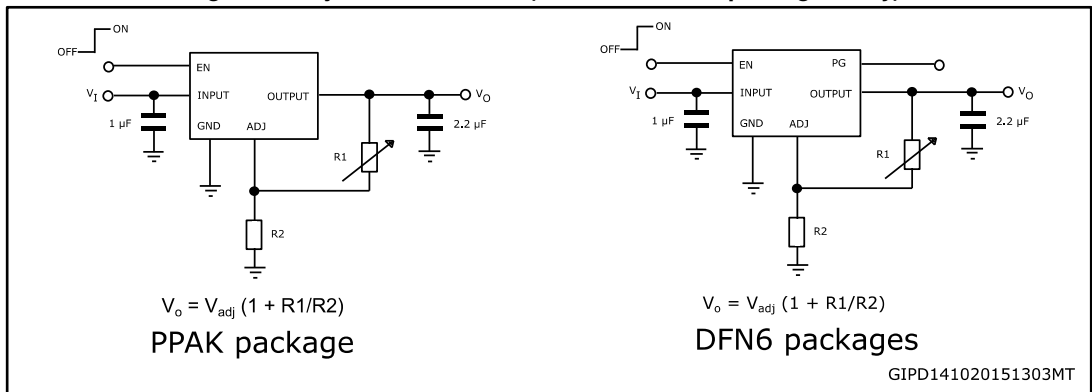 ON
OFF
EN
V_I
INPUT
OUTPUT
V_O
1 µF
GND
ADJ
2.2 µF
R1
R2
V_o = V_adj (1 + R1/R2)
PPAK package
ON
OFF
EN
PG
V_I
INPUT
OUTPUT
V_O
1 µF
GND
ADJ
2.2 µF
R1
R2
V_o = V_adj (1 + R1/R2)
DFN6 packages
GIPD141020151303MT